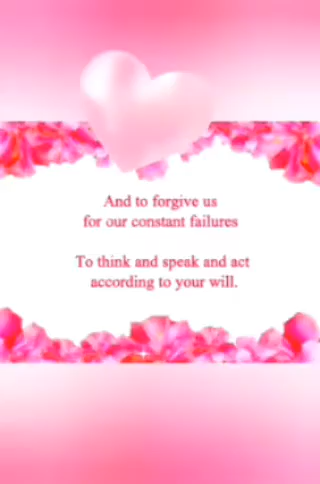 And to forgive us
for our constant failures
To think and speak and act
according to your will.